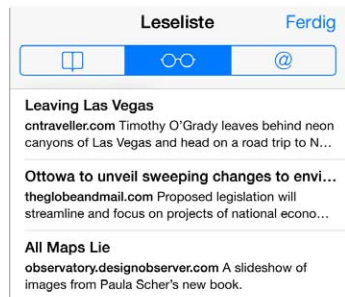 Leseliste Ferdig
@
Leaving Las Vegas
cntraveller.com Timothy O'Grady leaves behind neon
canyons of Las Vegas and head on a road trip to N…
Ottowa to unveil sweeping changes to envi…
theglobeandmail.com Proposed legislation will
streamline and focus on projects of national econo…
All Maps Lie
observatory.designobserver.com A slideshow of
images from Paula Scher's new book.